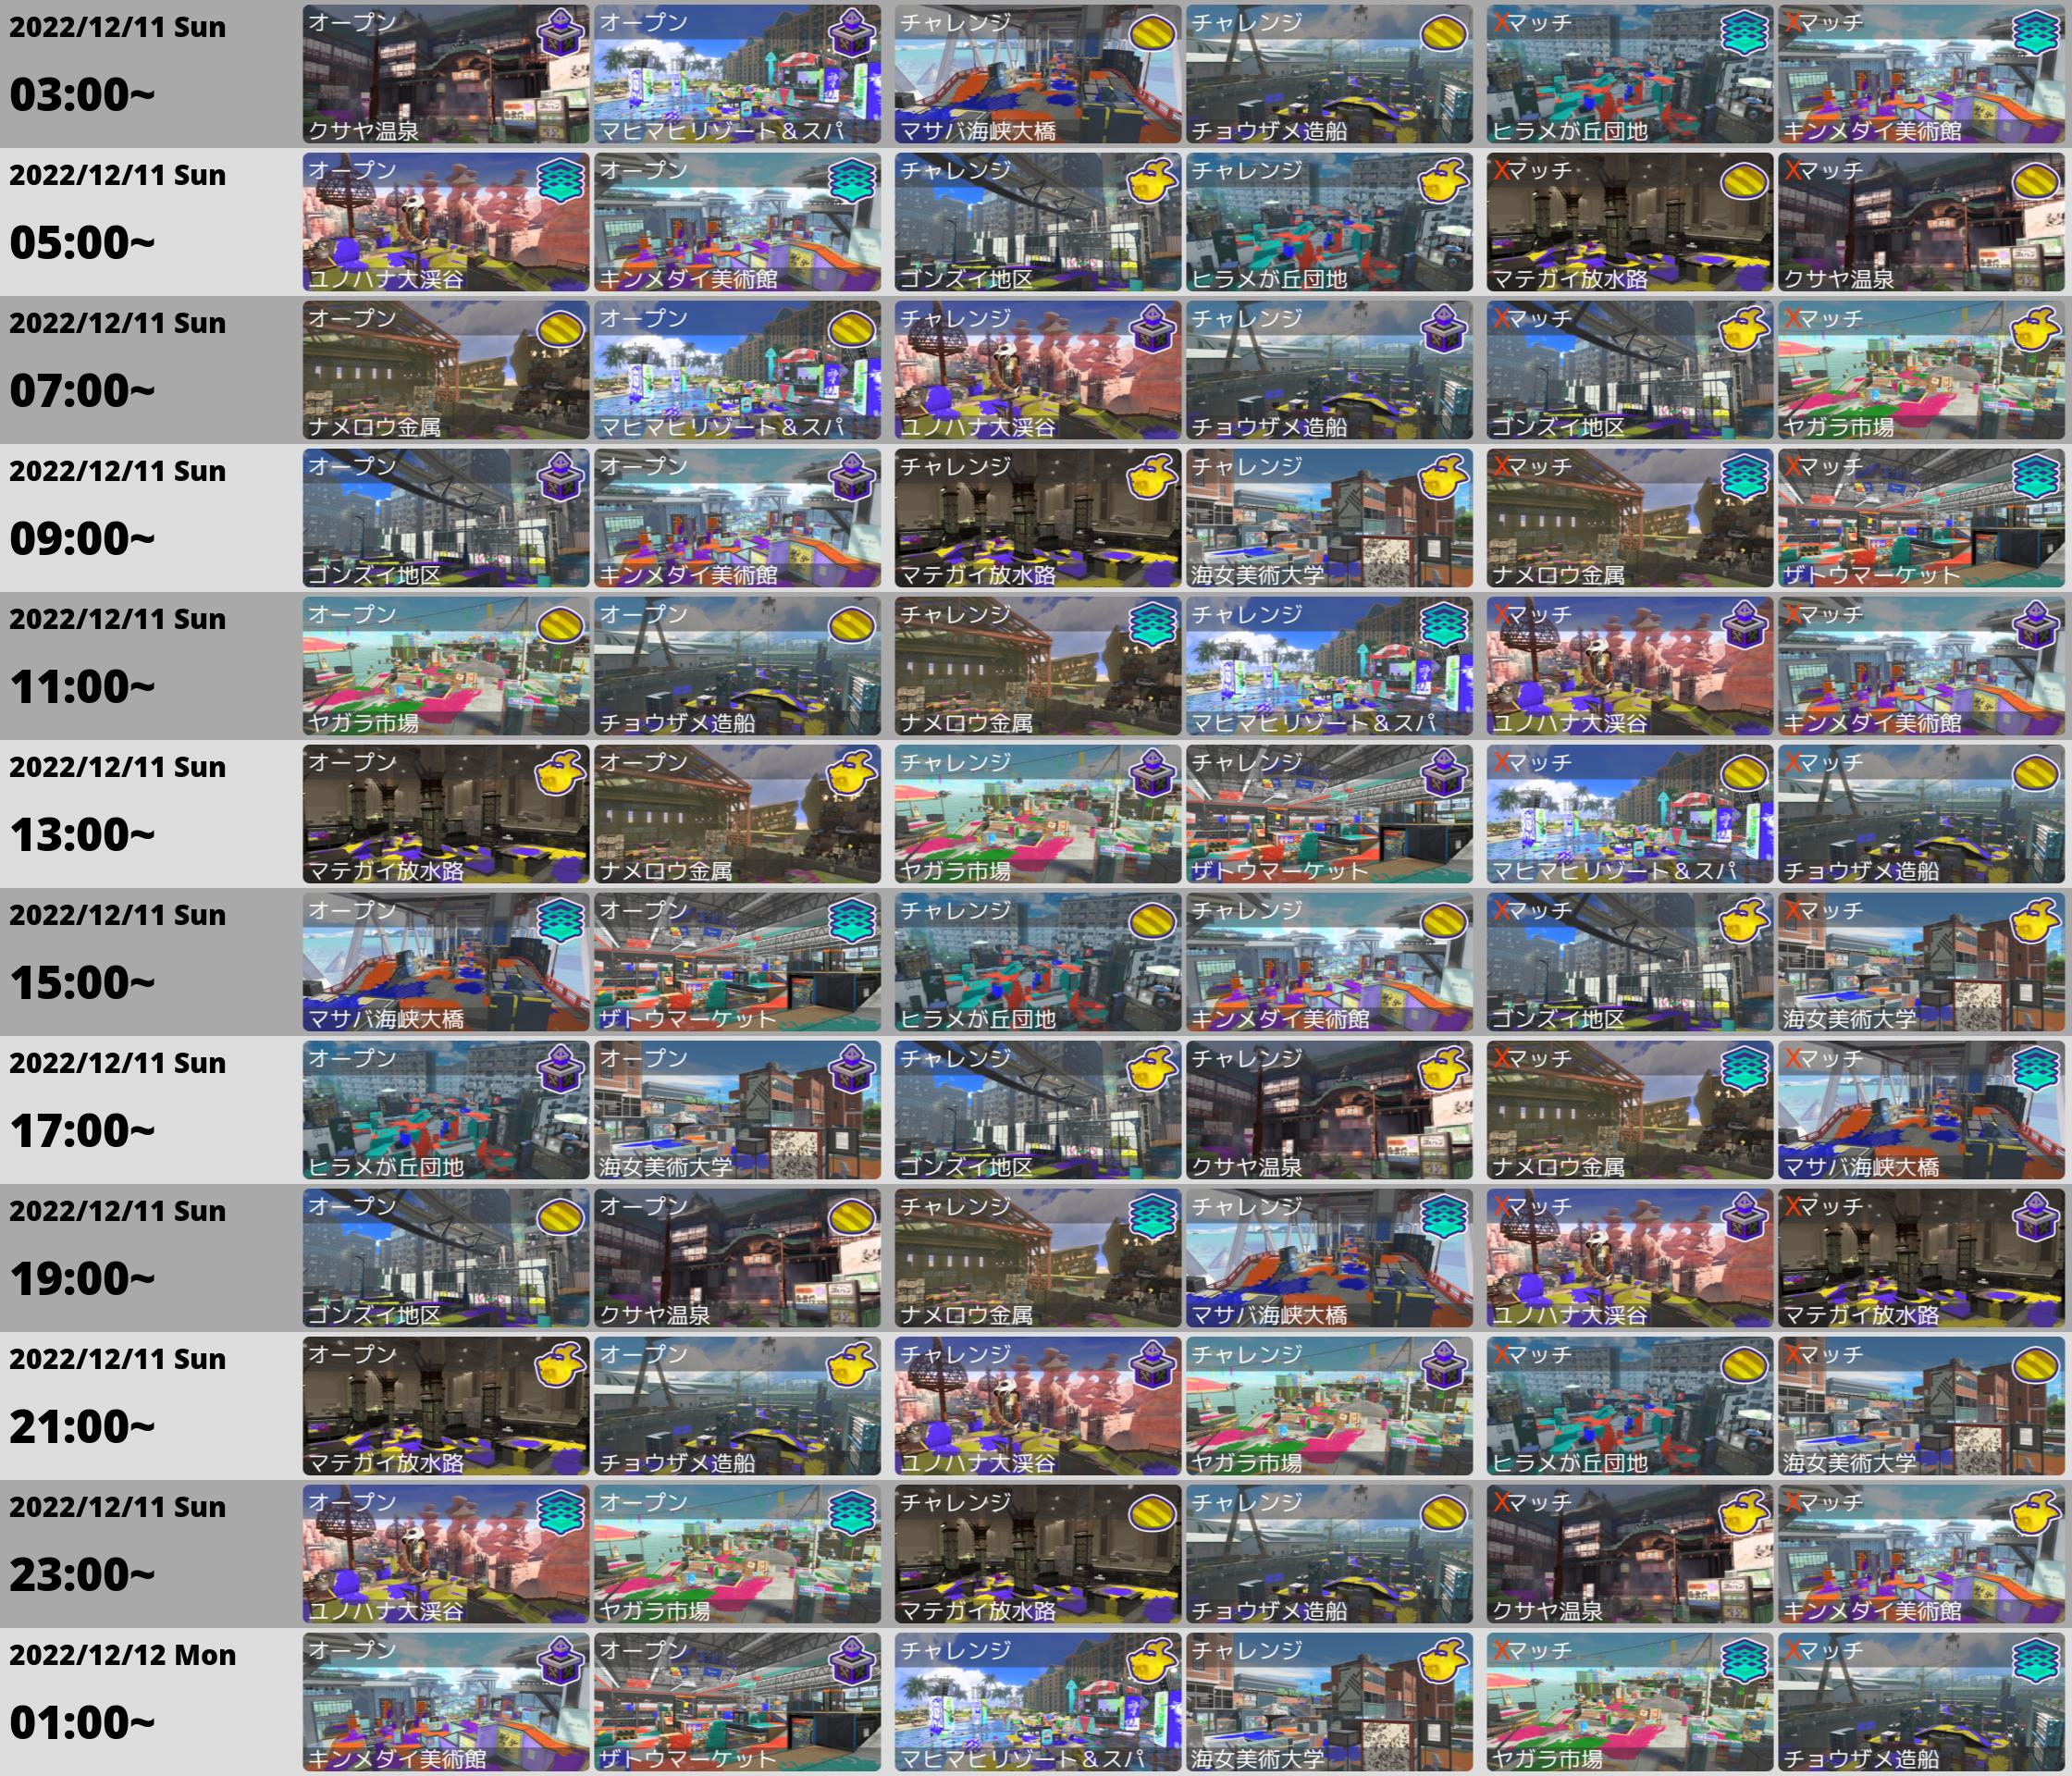 2022/12/11 Sun
03:00~
オープン オープン チャレンジ チャレンジ Xマッチ Xマッチ
クサヤ温泉 マヒマヒリゾート&スパ マサバ海峡大橋 チョウザメ造船 ヒラメが丘団地 キンメダイ美術館
2022/12/11 Sun
05:00~
オープン オープン チャレンジ チャレンジ Xマッチ Xマッチ
ユノハナ大渓谷 キンメダイ美術館 ゴンズイ地区 ヒラメが丘団地 マテガイ放水路 クサヤ温泉
2022/12/11 Sun
07:00~
オープン オープン チャレンジ チャレンジ Xマッチ Xマッチ
ナメロウ金属 マヒマヒリゾート&スパ ユノハナ大渓谷 チョウザメ造船 ゴンズイ地区 ヤガラ市場
2022/12/11 Sun
09:00~
オープン オープン チャレンジ チャレンジ Xマッチ Xマッチ
ゴンズイ地区 キンメダイ美術館 マテガイ放水路 海女美術大学 ナメロウ金属 ザトウマーケット
2022/12/11 Sun
11:00~
オープン オープン チャレンジ チャレンジ Xマッチ Xマッチ
ヤガラ市場 チョウザメ造船 ナメロウ金属 マヒマヒリゾート&スパ ユノハナ大渓谷 キンメダイ美術館
2022/12/11 Sun
13:00~
オープン オープン チャレンジ チャレンジ Xマッチ Xマッチ
マテガイ放水路 ナメロウ金属 ヤガラ市場 ザトウマーケット マヒマヒリゾート&スパ チョウザメ造船
2022/12/11 Sun
15:00~
オープン オープン チャレンジ チャレンジ Xマッチ Xマッチ
マサバ海峡大橋 ザトウマーケット ヒラメが丘団地 キンメダイ美術館 ゴンズイ地区 海女美術大学
2022/12/11 Sun
17:00~
オープン オープン チャレンジ チャレンジ Xマッチ Xマッチ
ヒラメが丘団地 海女美術大学 ゴンズイ地区 クサヤ温泉 ナメロウ金属 マサバ海峡大橋
2022/12/11 Sun
19:00~
オープン オープン チャレンジ チャレンジ Xマッチ Xマッチ
ゴンズイ地区 クサヤ温泉 ナメロウ金属 マサバ海峡大橋 ユノハナ大渓谷 マテガイ放水路
2022/12/11 Sun
21:00~
オープン オープン チャレンジ チャレンジ Xマッチ Xマッチ
マテガイ放水路 チョウザメ造船 ユノハナ大渓谷 ヤガラ市場 ヒラメが丘団地 海女美術大学
2022/12/11 Sun
23:00~
オープン オープン チャレンジ チャレンジ Xマッチ Xマッチ
ユノハナ大渓谷 ヤガラ市場 マテガイ放水路 チョウザメ造船 クサヤ温泉 キンメダイ美術館
2022/12/12 Mon
01:00~
オープン オープン チャレンジ チャレンジ Xマッチ Xマッチ
キンメダイ美術館 ザトウマーケット マヒマヒリゾート&スパ 海女美術大学 ヤガラ市場 チョウザメ造船